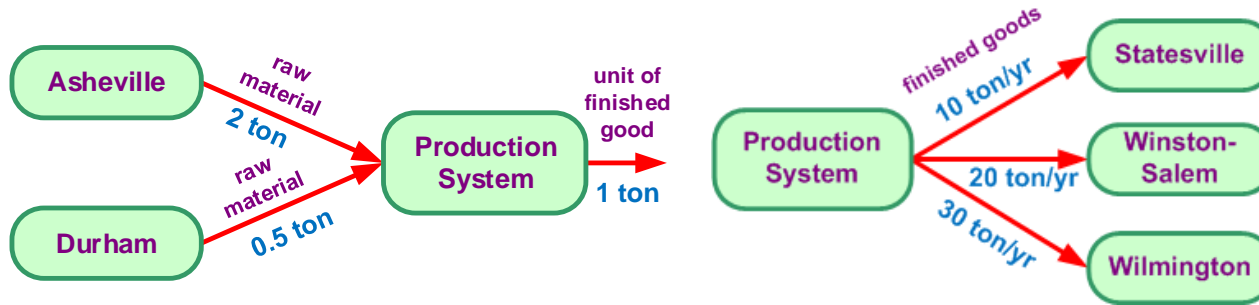 Asheville
raw
material
2 ton
Durham
raw
material
0.5 ton
Production
System
unit of
finished
good
1 ton
Production
System
finished goods
10 ton/yr
20 ton/yr
30 ton/yr
Statesville
Winston-
Salem
Wilmington